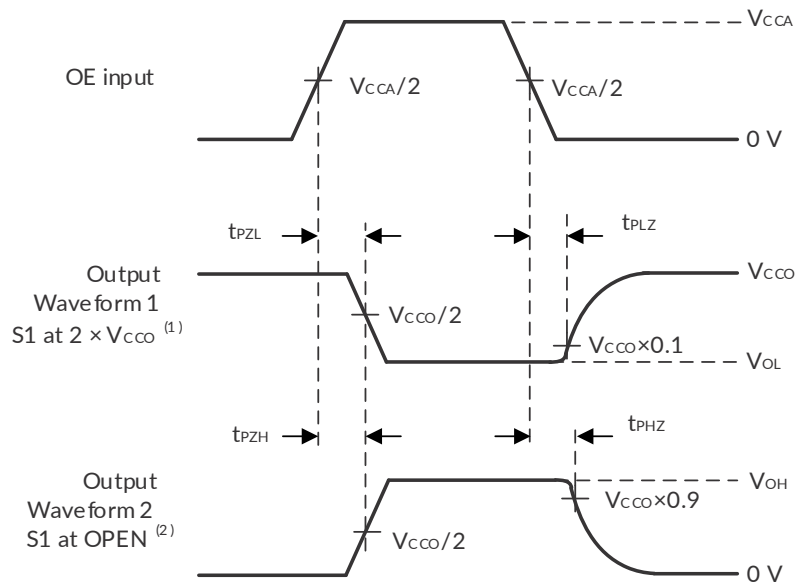 VCCA
OE input
VCCA/2
VCCA/2
0 V
tPZL
tPLZ
Output
Waveform 1
S1 at 2 × VCCO (1)
VCCO
VCCO/2
VCCO×0.1
VOL
tPZH
tPHZ
Output
Waveform 2
S1 at OPEN (2)
VOH
VCCO×0.9
VCCO/2
0 V